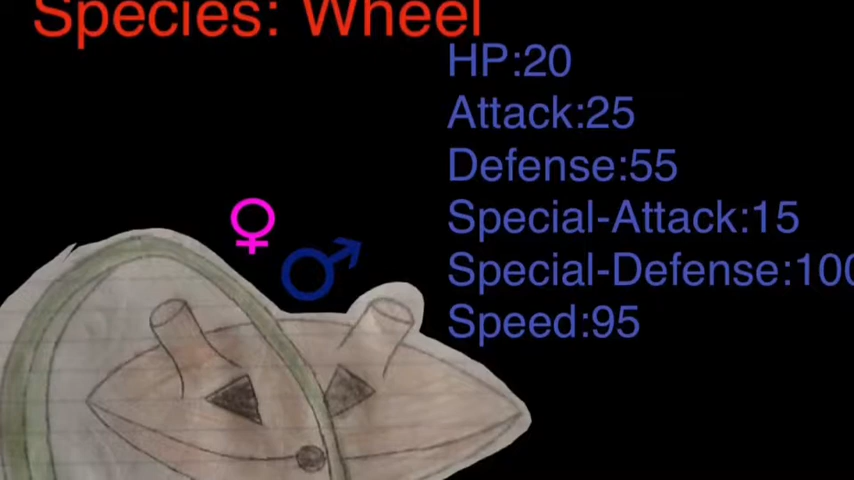 Species: Wheel
HP:20
Attack:25
Defense:55
Special-Attack:15
Special-Defense:100
Speed:95